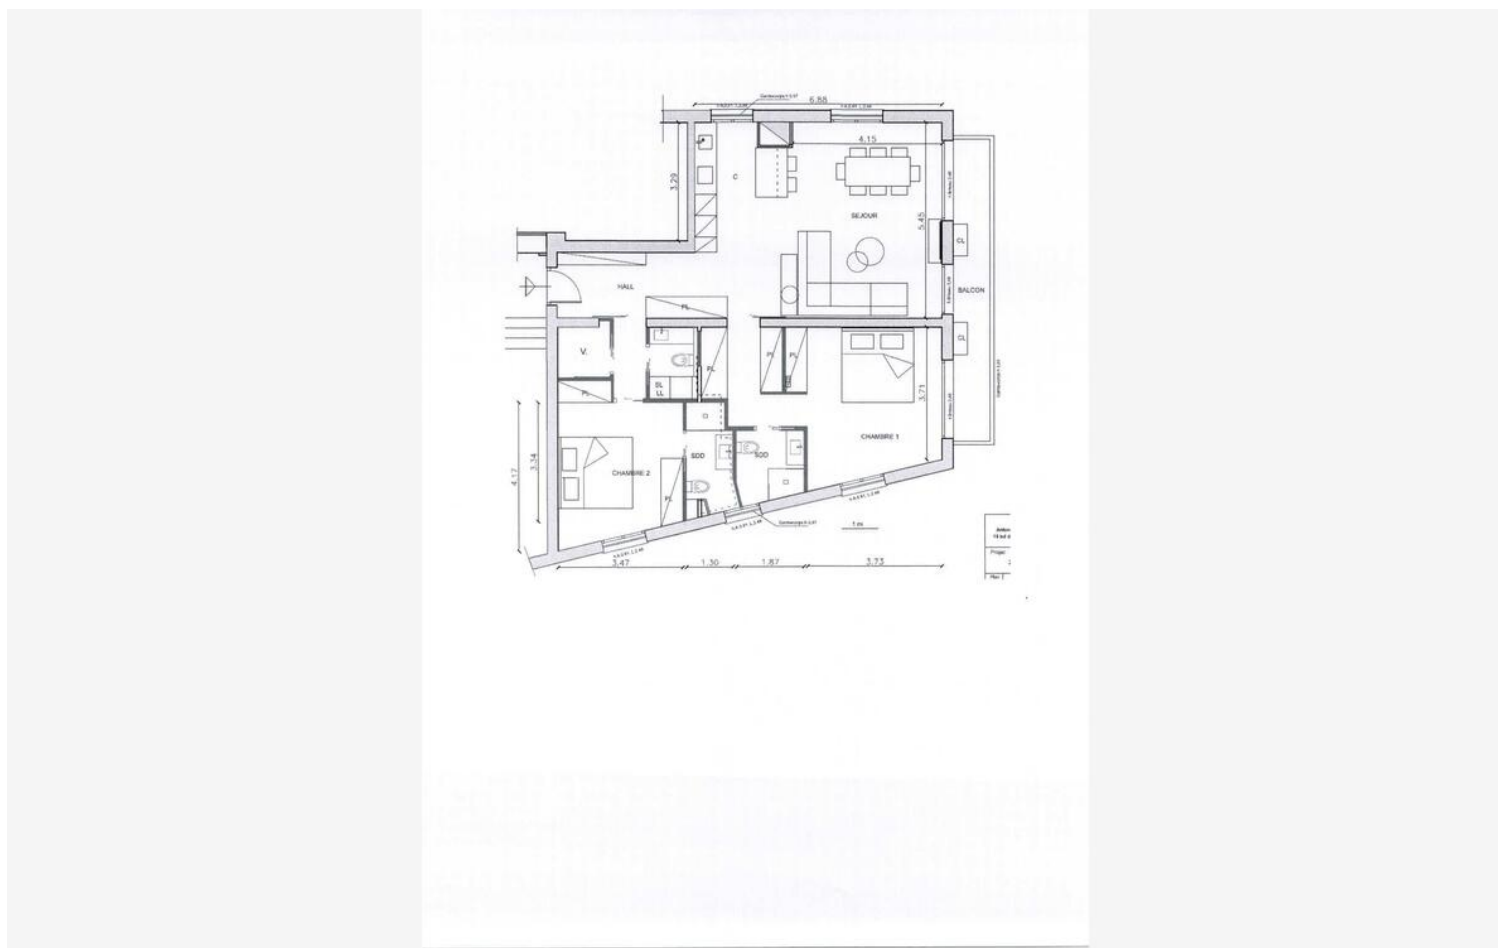 6.88
4.15
3.29
C
SEJOUR
5.45
CL
HALL
BALCON
PL
CL
V.
PL
PL
PL
SL
LL
PL
3.71
CHAMBRE 1
SDD
SDD
CHAMBRE 2
3.34
4.17
PL
1 m
Projet
Plan
3.47
1.30
1.87
3.73